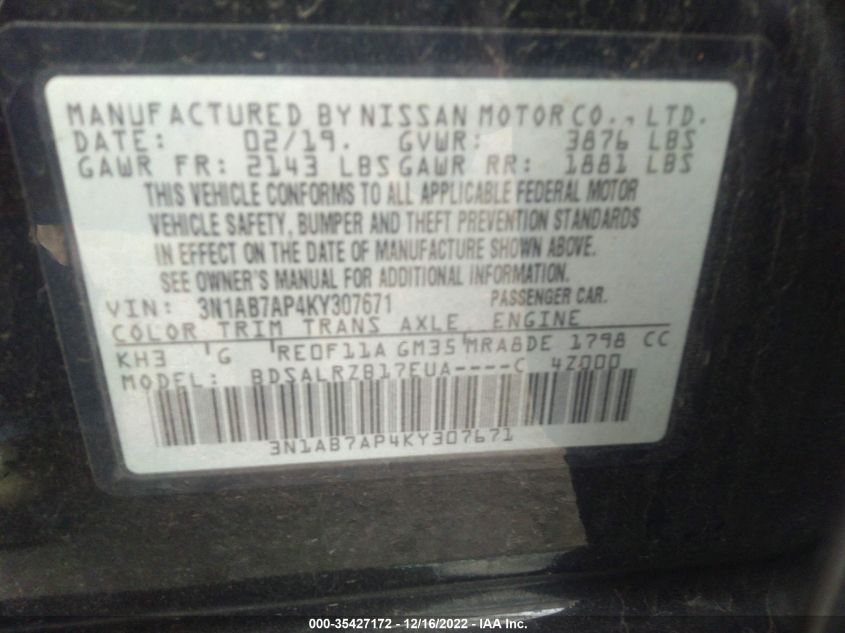 MANUFACTURED BY NISSAN MOTOR CO., LTD.
DATE: 02/19. GVWR: 3876 LBS
GAWR FR: 2143 LBS GAWR RR: 1881 LBS
THIS VEHICLE CONFORMS TO ALL APPLICABLE FEDERAL MOTOR
VEHICLE SAFETY, BUMPER AND THEFT PREVENTION STANDARDS
IN EFFECT ON THE DATE OF MANUFACTURE SHOWN ABOVE.
SEE OWNER'S MANUAL FOR ADDITIONAL INFORMATION.
VIN: 3N1AB7AP4KY307671 PASSENGER CAR.
COLOR TRIM TRANS AXLE ENGINE
KH3 G RE0F11A GM35 MRA8DE 1798 CC
MODEL: BDSALRZB17EUA----C 4Z000
3N1AB7AP4KY307671
000-35427172 - 12/16/2022 - IAA Inc.